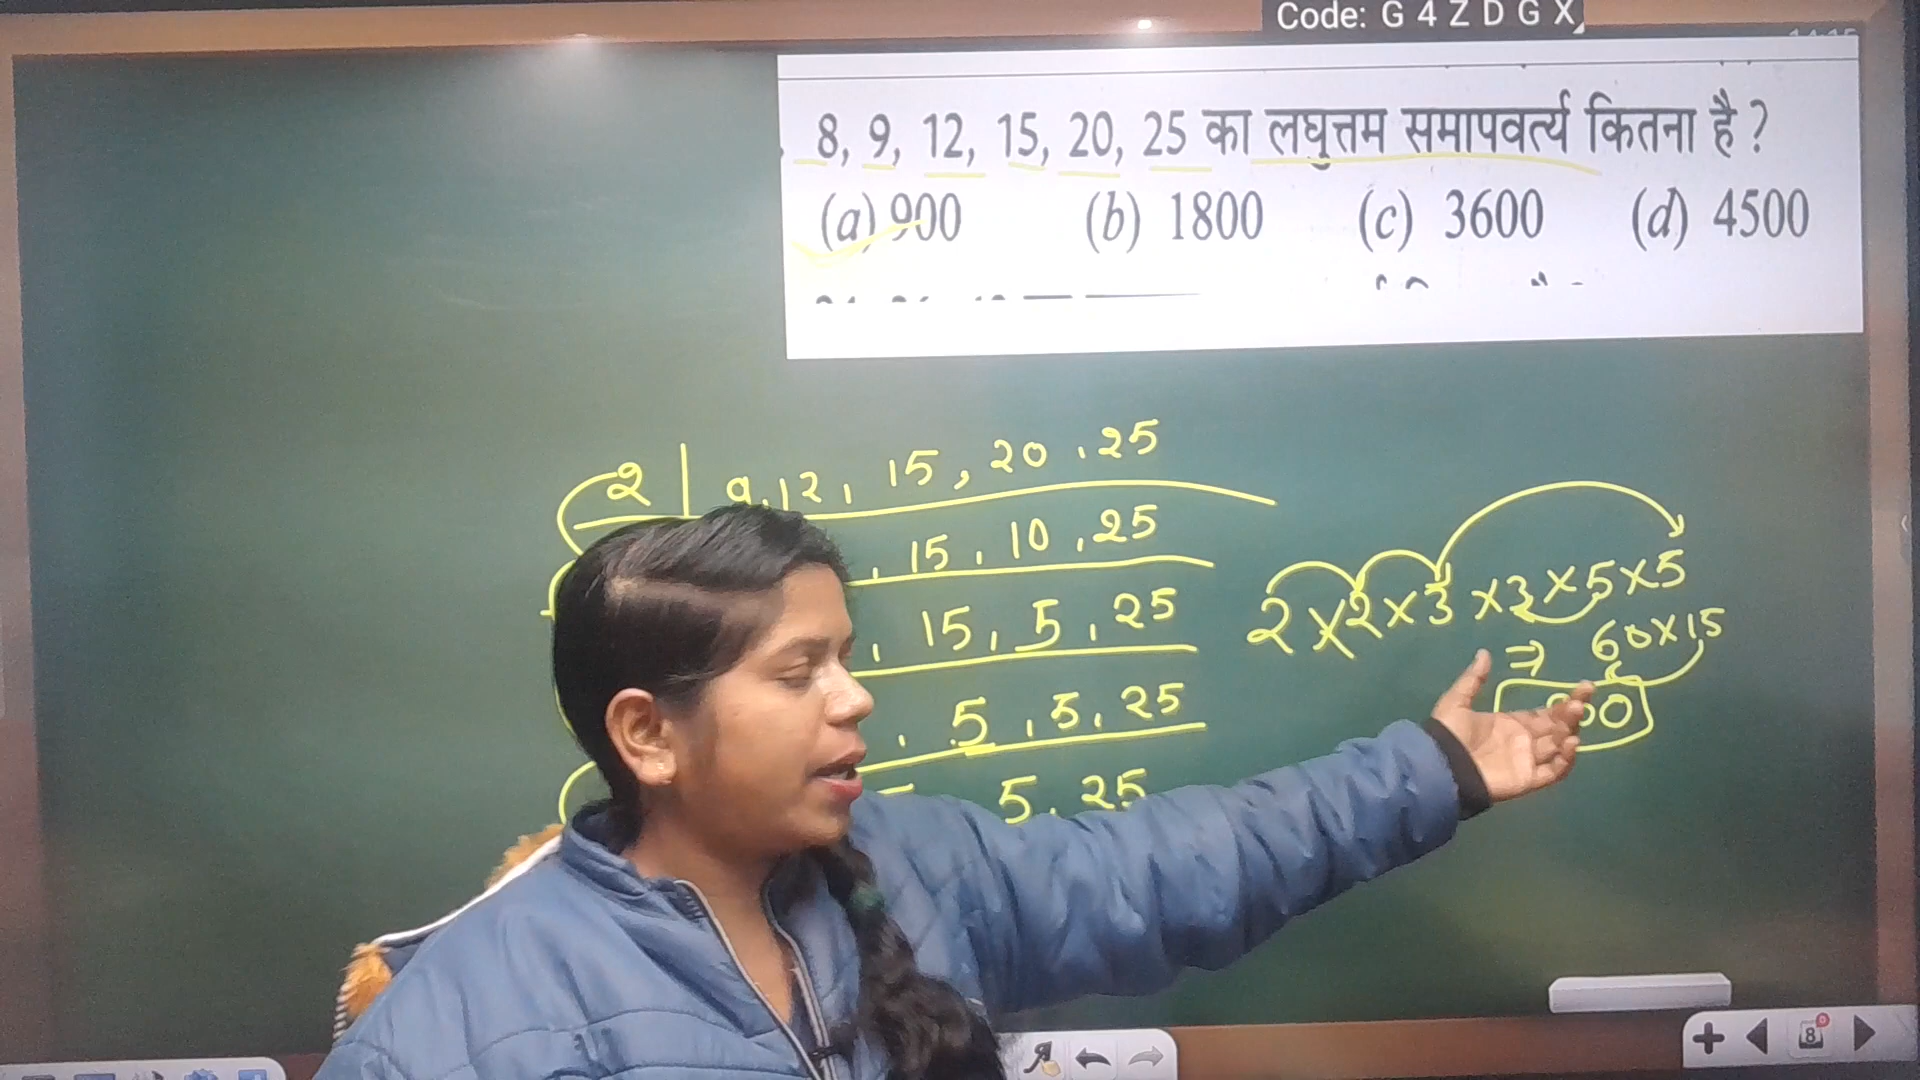 Code: G 4 Z D G X
8, 9, 12, 15, 20, 25 का लघुत्तम समापवर्त्य कितना है ?
(a) 900 (b) 1800 (c) 3600 (d) 4500
2 | 9, 12, 15, 20, 25
, 15, 10, 25
, 15, 5, 25
, 5, 5, 25
5, 25
2 × 2 × 3 × 3 × 5 × 5
⇒ 60 × 15
8